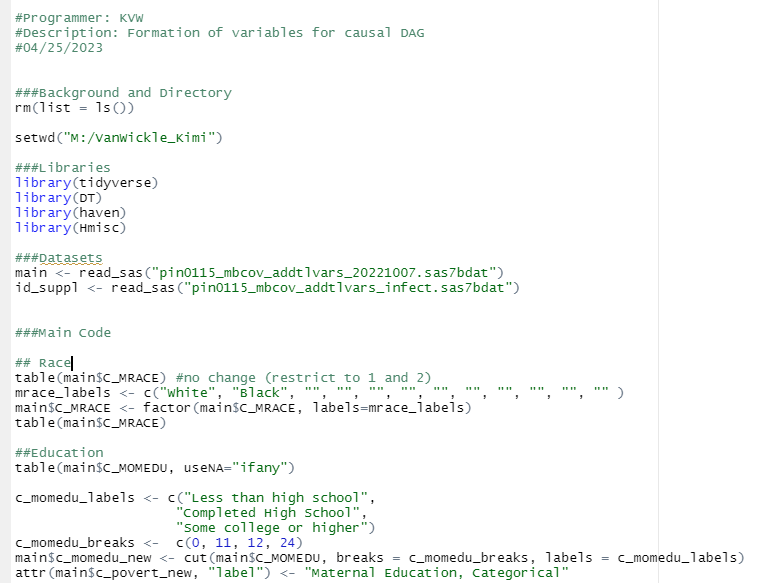 #Programmer: KVW
#Description: Formation of variables for causal DAG
#04/25/2023
###Background and Directory
rm(list = ls())
setwd("M:/VanWickle_Kimi")
###Libraries
library(tidyverse)
library(DT)
library(haven)
library(Hmisc)
###Datasets
main <- read_sas("pin0115_mbcov_addtlvars_20221007.sas7bdat")
id_suppl <- read_sas("pin0115_mbcov_addtlvars_infect.sas7bdat")
###Main Code
## Race
table(main$C_MRACE) #no change (restrict to 1 and 2)
mrace_labels <- c("White", "Black", "", "", "", "", "", "", "", "", "", "" )
main$C_MRACE <- factor(main$C_MRACE, labels=mrace_labels)
table(main$C_MRACE)
##Education
table(main$C_MOMEDU, useNA="ifany")
c_momedu_labels <- c("Less than high school",
"Completed High School",
"Some college or higher")
c_momedu_breaks <-  c(0, 11, 12, 24)
main$c_momedu_new <- cut(main$C_MOMEDU, breaks = c_momedu_breaks, labels = c_momedu_labels)
attr(main$c_povert_new, "label") <- "Maternal Education, Categorical"